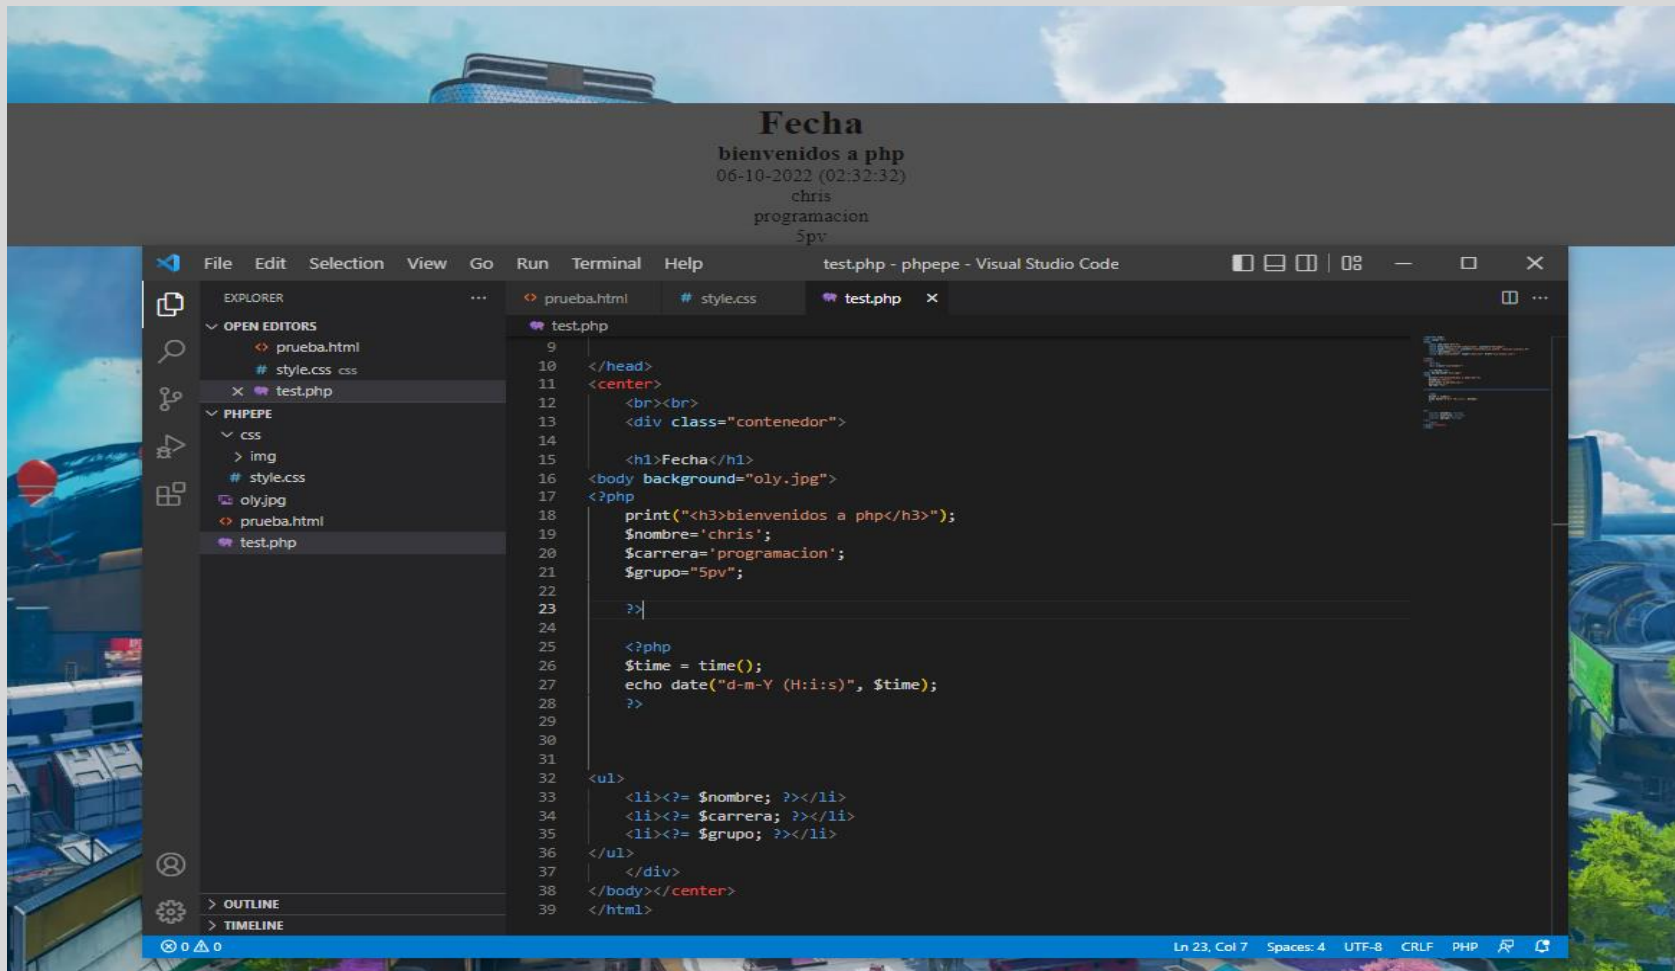 Fecha
bienvenidos a php
06-10-2022 (02:32:32)
chris
programacion
5pv
File Edit Selection View Go Run Terminal Help test.php - phpepe - Visual Studio Code
EXPLORER
OPEN EDITORS
prueba.html
style.css css
test.php
PHPEPE
css
img
style.css
oly.jpg
prueba.html
test.php
OUTLINE
TIMELINE
prueba.html style.css test.php
test.php
9
10 </head>
11 <center>
12 <br><br>
13 <div class="contenedor">
14
15 <h1>Fecha</h1>
16 <body background="oly.jpg">
17 <?php
18 print("<h3>bienvenidos a php</h3>");
19 $nombre='chris';
20 $carrera='programacion';
21 $grupo="5pv";
22
23 ?>
24
25 <?php
26 $time = time();
27 echo date("d-m-Y (H:i:s)", $time);
28 ?>
29
30
31
32 <ul>
33 <li><?= $nombre; ?></li>
34 <li><?= $carrera; ?></li>
35 <li><?= $grupo; ?></li>
36 </ul>
37 </div>
38 </body></center>
39 </html>
0 0 Ln 23, Col 7 Spaces: 4 UTF-8 CRLF PHP